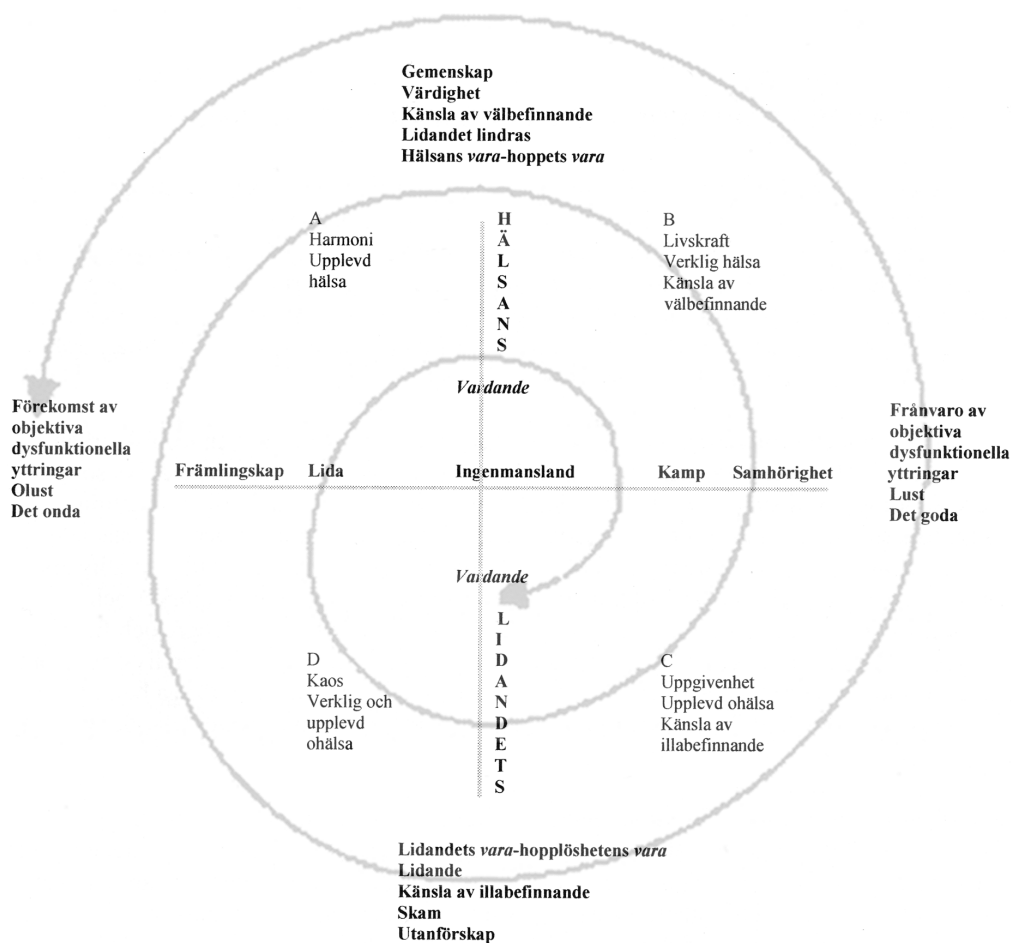 Gemenskap
Värdighet
Känsla av välbefinnande
Lidandet lindras
Hälsans vara-hoppets vara
A
Harmoni
Upplevd
hälsa
H
Ä
L
S
A
N
S
B
Livskraft
Verklig hälsa
Känsla av
välbefinnande
Vardande
Förekomst av
objektiva
dysfunktionella
yttringar
Olust
Det onda
Främlingskap Lida Ingenmansland Kamp Samhörighet
Frånvaro av
objektiva
dysfunktionella
yttringar
Lust
Det goda
Vardande
L
I
D
A
N
D
E
T
S
D
Kaos
Verklig och
upplevd
ohälsa
C
Uppgivenhet
Upplevd ohälsa
Känsla av
illabefinnande
Lidandets vara-hopplöshetens vara
Lidande
Känsla av illabefinnande
Skam
Utanförskap